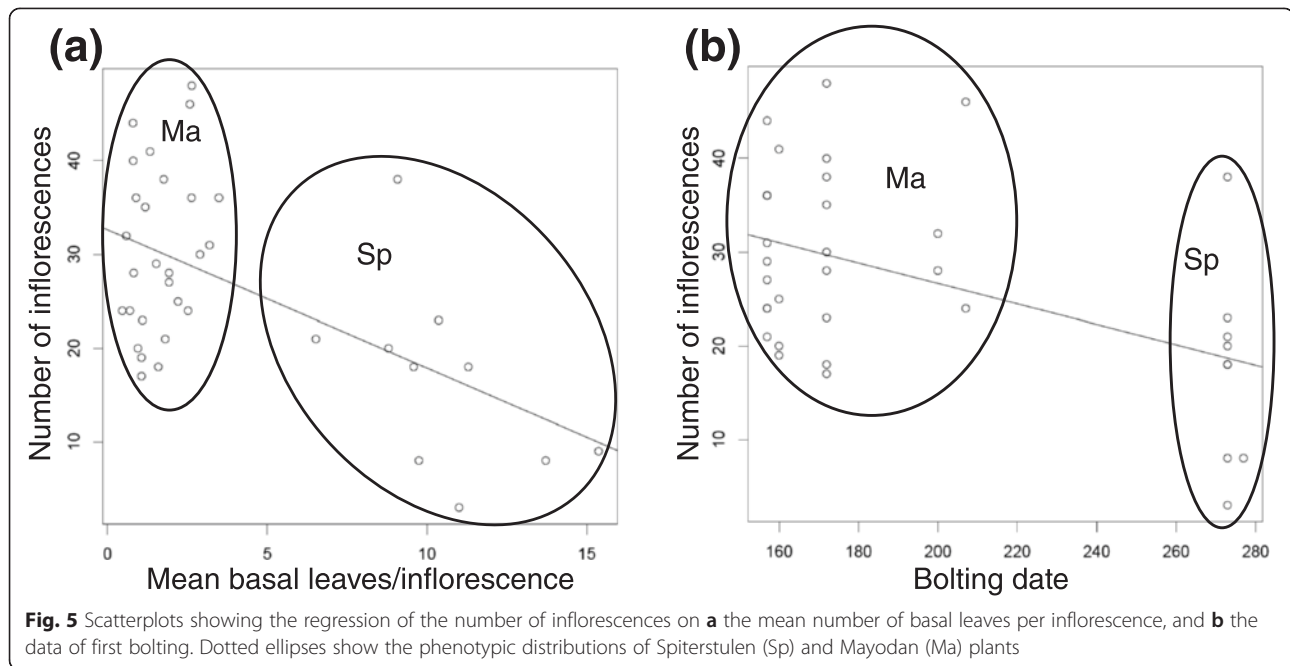 (a)
Number of inflorescences
40
30
20
10
Ma
Sp
0 5 10 15
Mean basal leaves/inflorescence
(b)
Number of inflorescences
40
30
20
10
Ma
Sp
160 180 200 220 240 260 280
Bolting date
Fig. 5 Scatterplots showing the regression of the number of inflorescences on a the mean number of basal leaves per inflorescence, and b the
data of first bolting. Dotted ellipses show the phenotypic distributions of Spiterstulen (Sp) and Mayodan (Ma) plants